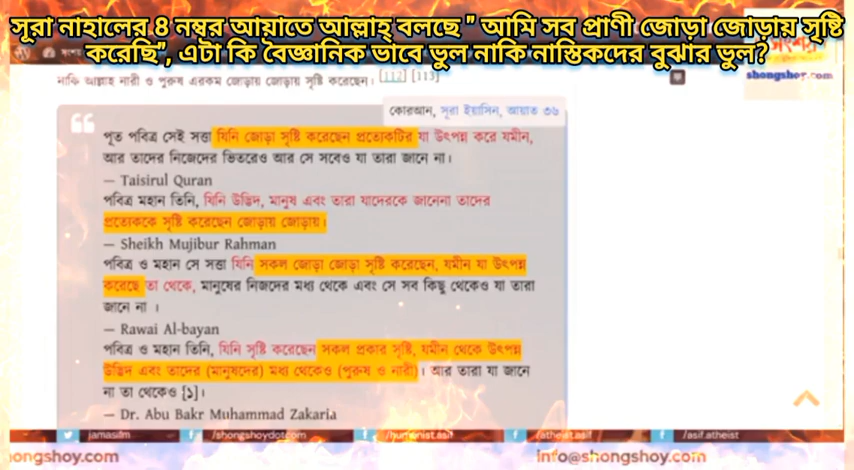 সূরা নাহালের ৪ নম্বর আয়াতে আল্লাহ্ বলছে " আমি সব প্রাণী জোড়া জোড়ায় সৃষ্টি
করেছি", এটা কি বৈজ্ঞানিক ভাবে ভুল নাকি নাস্তিকদের বুঝার ভুল?
shongshoy.com
নাকি আল্লাহ নারী ও পুরুষ এরকম জোড়ায় জোড়ায় সৃষ্টি করেছেন। [112] [113]
কোরআন, সূরা ইয়াসিন, আয়াত ৩৬
পূত পবিত্র সেই সত্তা যিনি জোড়া সৃষ্টি করেছেন প্রত্যেকটির যা উৎপন্ন করে যমীন,
আর তাদের নিজেদের ভিতরেও আর সে সবেও যা তারা জানে না।
— Taisirul Quran
পবিত্র মহান তিনি, যিনি উদ্ভিদ, মানুষ এবং তারা যাদেরকে জানেনা তাদের
প্রত্যেককে সৃষ্টি করেছেন জোড়ায় জোড়ায়।
— Sheikh Mujibur Rahman
পবিত্র ও মহান সে সত্তা যিনি সকল জোড়া জোড়া সৃষ্টি করেছেন, যমীন যা উৎপন্ন
করেছে তা থেকে, মানুষের নিজদের মধ্য থেকে এবং সে সব কিছু থেকেও যা তারা
জানে না ।
— Rawai Al-bayan
পবিত্র ও মহান তিনি, যিনি সৃষ্টি করেছেন সকল প্রকার সৃষ্টি, যমীন থেকে উৎপন্ন
উদ্ভিদ এবং তাদের (মানুষদের) মধ্য থেকেও (পুরুষ ও নারী)। আর তারা যা জানে
না তা থেকেও [১]।
— Dr. Abu Bakr Muhammad Zakaria
jamasifm /shongshoydotcom /humanist.asif /atheist.asif /asif.atheist
ongshoy.com info@shongshoy.com